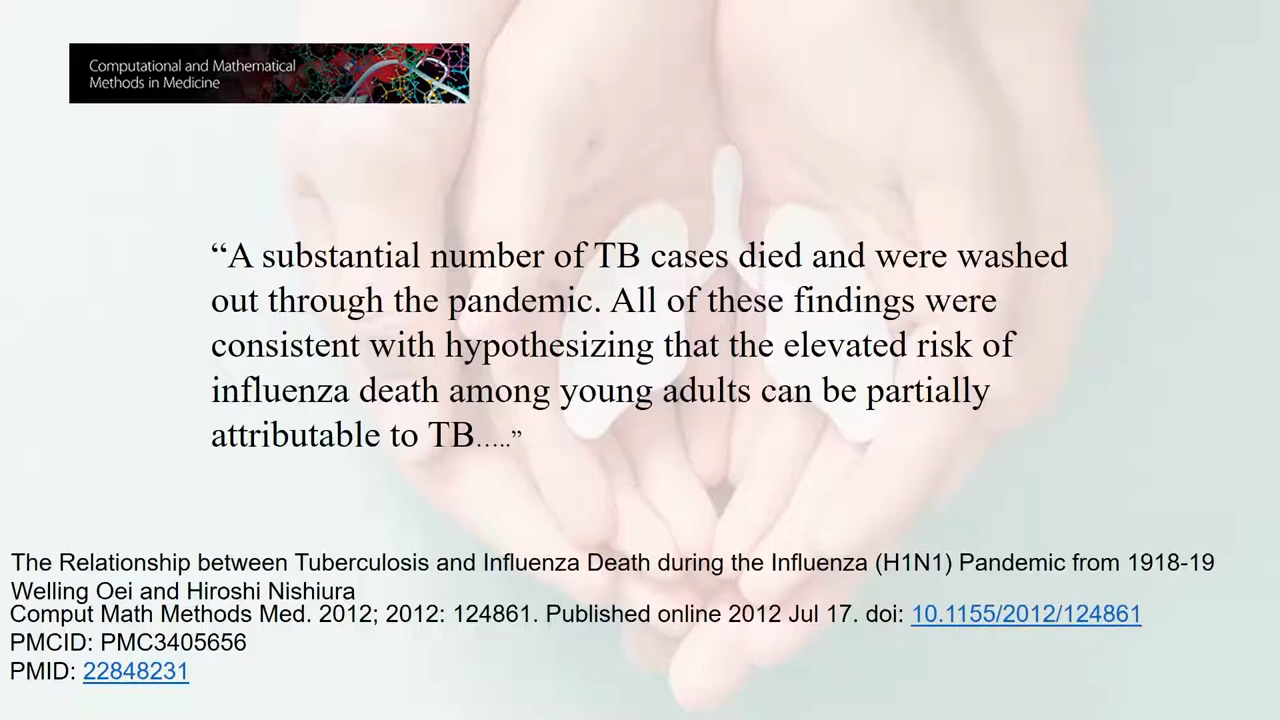 Computational and Mathematical
Methods in Medicine
“A substantial number of TB cases died and were washed
out through the pandemic. All of these findings were
consistent with hypothesizing that the elevated risk of
influenza death among young adults can be partially
attributable to TB…..”
The Relationship between Tuberculosis and Influenza Death during the Influenza (H1N1) Pandemic from 1918-19
Welling Oei and Hiroshi Nishiura
Comput Math Methods Med. 2012; 2012: 124861. Published online 2012 Jul 17. doi: 10.1155/2012/124861
PMCID: PMC3405656
PMID: 22848231